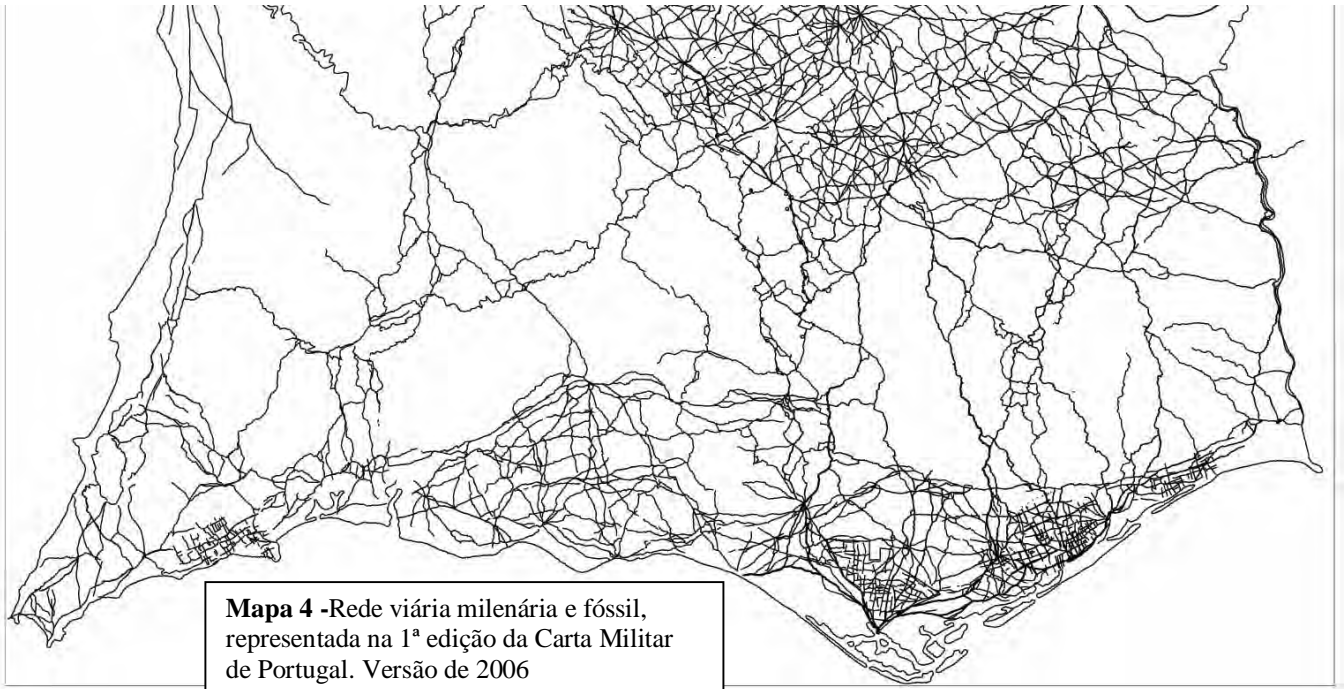 Mapa 4 -Rede viária milenária e fóssil,
representada na 1ª edição da Carta Militar
de Portugal. Versão de 2006